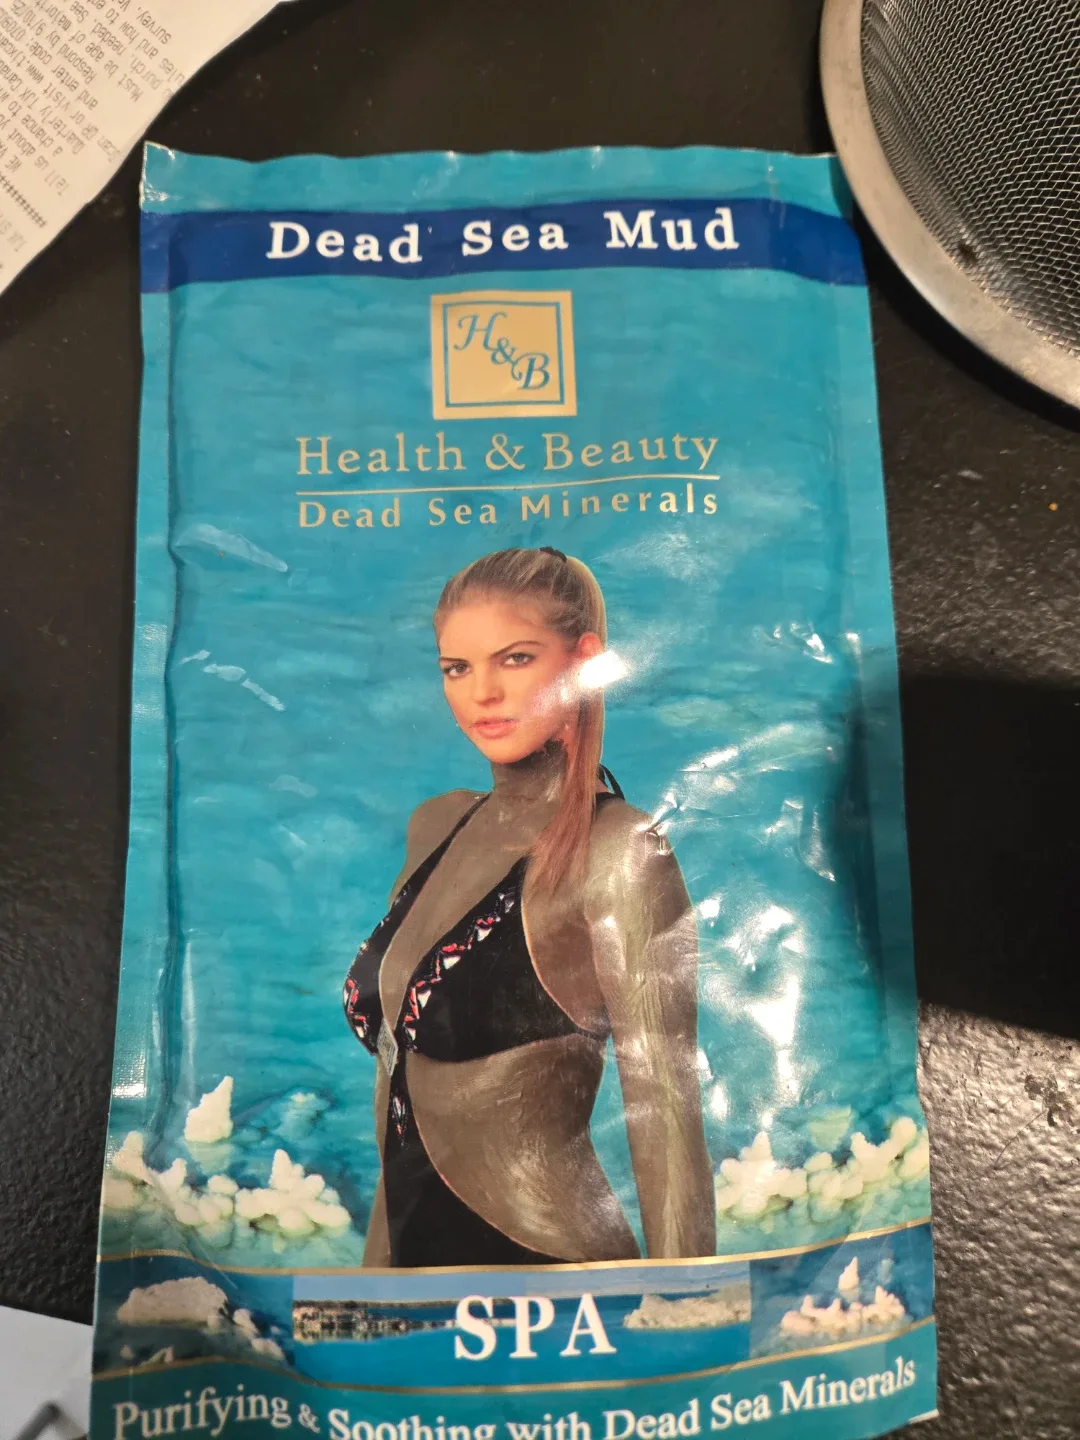 Dead Sea Mud
H&B
Health & Beauty
Dead Sea Minerals
SPA
Purifying & Soothing with Dead Sea Minerals